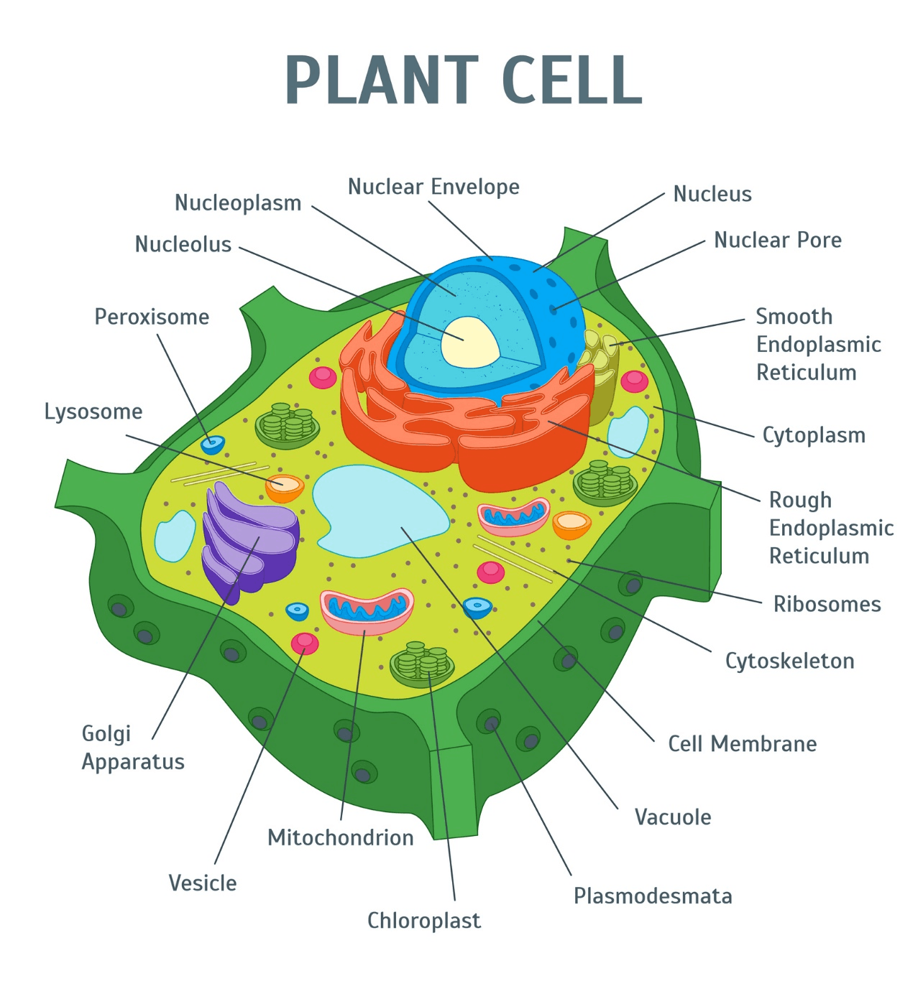 PLANT CELL
Nuclear Envelope
Nucleoplasm
Nucleus
Nucleolus
Nuclear Pore
Peroxisome
Smooth
Endoplasmic
Reticulum
Lysosome
Cytoplasm
Rough
Endoplasmic
Reticulum
Ribosomes
Cytoskeleton
Golgi
Apparatus
Cell Membrane
Vacuole
Mitochondrion
Vesicle
Plasmodesmata
Chloroplast